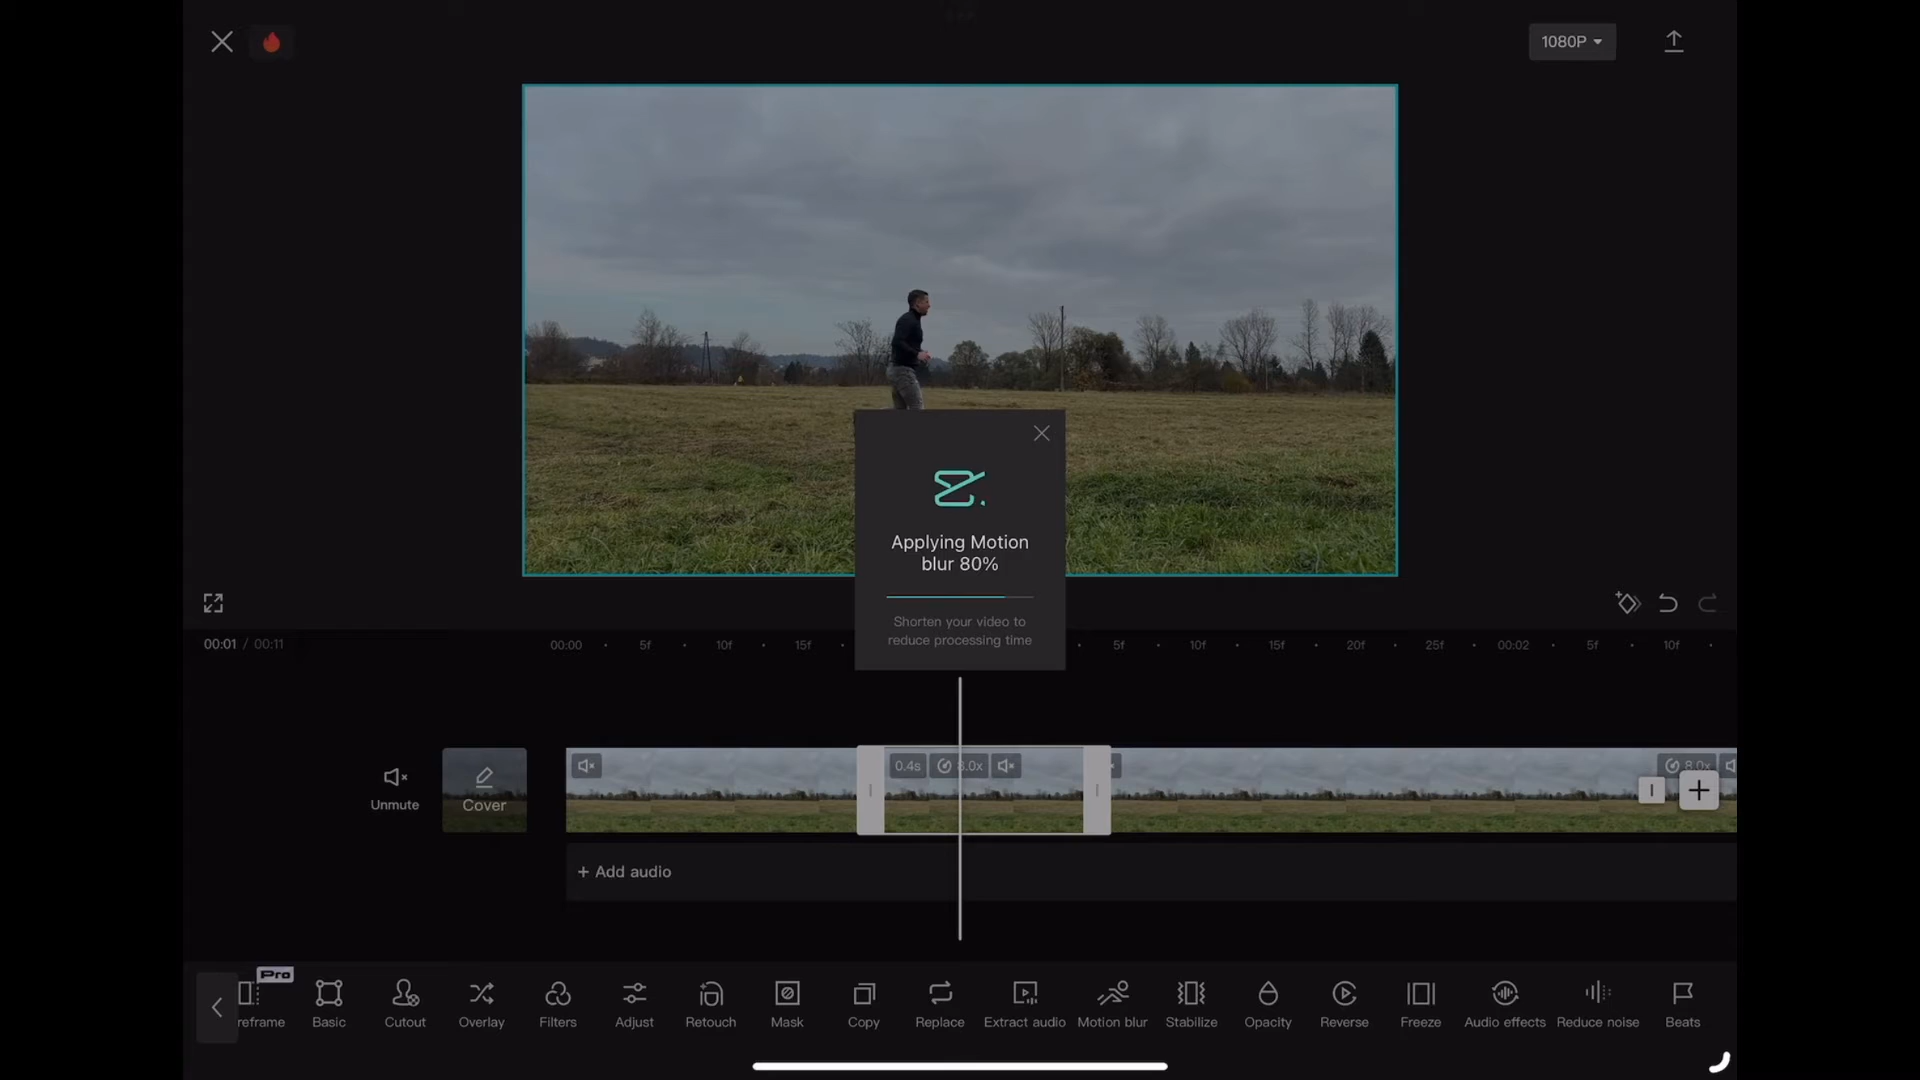 1080P
Applying Motion
blur 80%
Shorten your video to
reduce processing time
00:01 / 00:11
00:00 5f 10f 15f 5f 10f 15f 20f 25f 00:02 5f 10f
0.4s 8.0x 8.0x
Unmute
Cover
+ Add audio
Pro
reframe Basic Cutout Overlay Filters Adjust Retouch Mask Copy Replace Extract audio Motion blur Stabilize Opacity Reverse Freeze Audio effects Reduce noise Beats